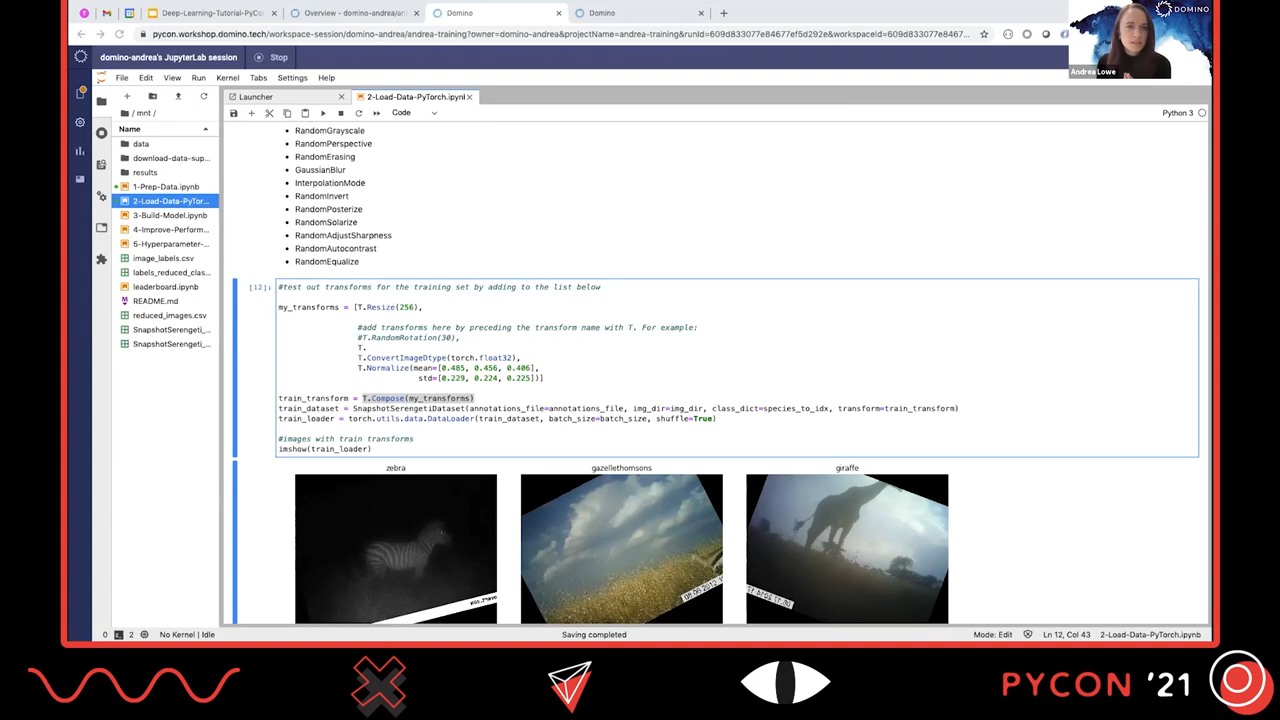 Deep-Learning-Tutorial-PyCon
Overview - domino-andrea/an
Domino
Domino
DOMINO
pycon.workshop.domino.tech/workspace-session/domino-andrea/andrea-training?owner=domino-andrea&projectName=andrea-training&runId=609d833077e84677ef5d292e&workspaceId=609d833077e8467...
Andrea Lowe
domino-andrea's JupyterLab session
Stop
File Edit View Run Kernel Tabs Settings Help
Launcher
2-Load-Data-PyTorch.ipynb
/ mnt /
Code
Python 3
Name
data
download-data-sup...
results
1-Prep-Data.ipynb
2-Load-Data-PyTor...
3-Build-Model.ipynb
4-Improve-Perform...
5-Hyperparameter-...
image_labels.csv
labels_reduced_clas...
leaderboard.ipynb
README.md
reduced_images.csv
SnapshotSerengeti_...
SnapshotSerengeti_...
• RandomGrayscale
• RandomPerspective
• RandomErasing
• GaussianBlur
• InterpolationMode
• RandomInvert
• RandomPosterize
• RandomSolarize
• RandomAdjustSharpness
• RandomAutocontrast
• RandomEqualize
[12]:
#test out transforms for the training set by adding to the list below
my_transforms = [T.Resize(256),
#add transforms here by preceding the transform name with T. For example:
#T.RandomRotation(30),
T.
T.ConvertImageDtype(torch.float32),
T.Normalize(mean=[0.485, 0.456, 0.406],
std=[0.229, 0.224, 0.225])]
train_transform = T.Compose(my_transforms)
train_dataset = SnapshotSerengetiDataset(annotations_file=annotations_file, img_dir=img_dir, class_dict=species_to_idx, transform=train_transform)
train_loader = torch.utils.data.DataLoader(train_dataset, batch_size=batch_size, shuffle=True)
#images with train transforms
imshow(train_loader)
zebra
gazellethomsons
giraffe
0
2
No Kernel | Idle
Saving completed
Mode: Edit
Ln 12, Col 43
2-Load-Data-PyTorch.ipynb
PYCON '21